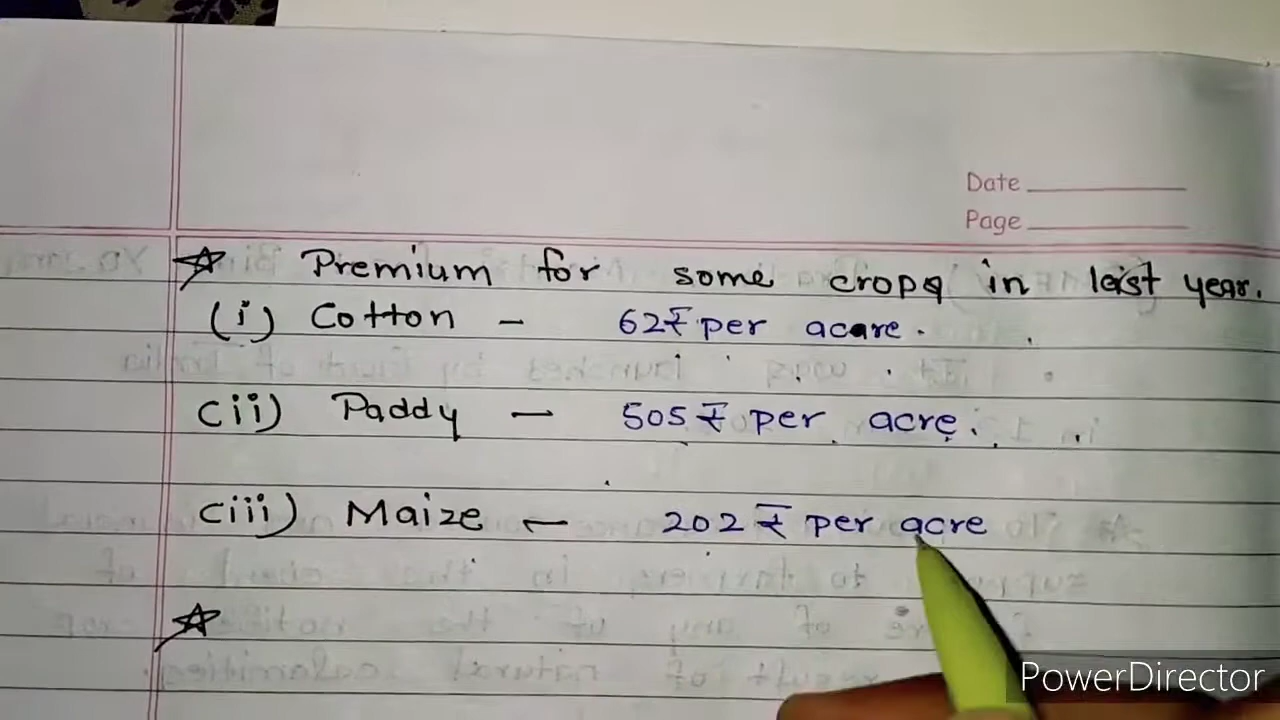 Date
Page
☆ Premium for some crops in last year.
(i) Cotton - 62₹ per acare.
(ii) Paddy - 505 ₹ per acre.
(iii) Maize - 202 ₹ per acre
☆
PowerDirector